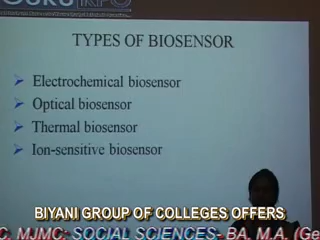 TYPES OF BIOSENSOR
Electrochemical biosensor
Optical biosensor
Thermal biosensor
Ion-sensitive biosensor
BIYANI GROUP OF COLLEGES OFFERS
C. MJMC: SOCIAL SCIENCES- BA, M.A. (Ge